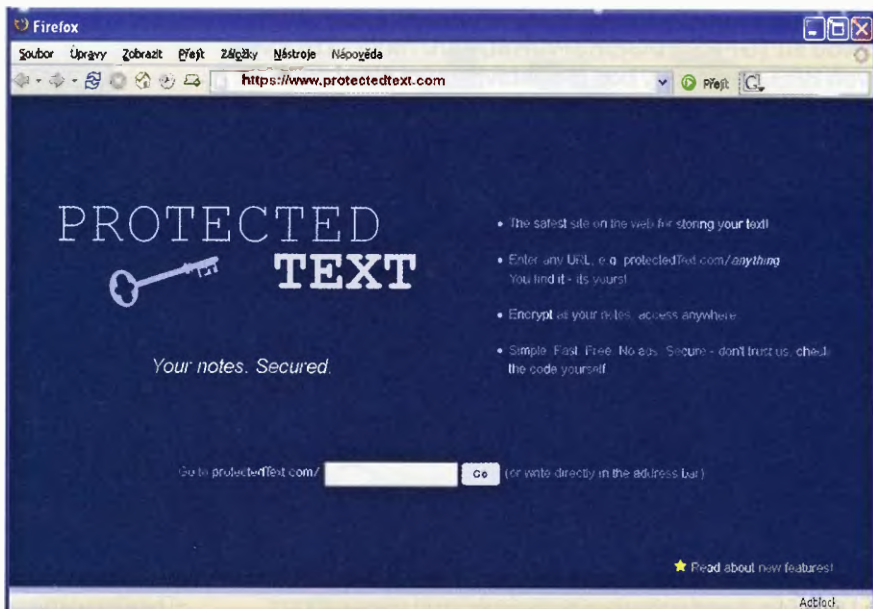 Firefox
Soubor Úpravy Zobrazit Přejít Záložky Nástroje Nápověda
https://www.protectedtext.com Přejít G
PROTECTED
TEXT
Your notes. Secured.
• The safest site on the web for storing your text!
• Enter any URL, e.g. protectedText.com/anything
You find it - its yours!
• Encrypt all your notes, access anywhere
• Simple. Fast. Free. No ads. Secure - don't trust us, check
the code yourself
Go to protectedText.com/ Go (or write directly in the address bar)
Read about new features!
Adblock